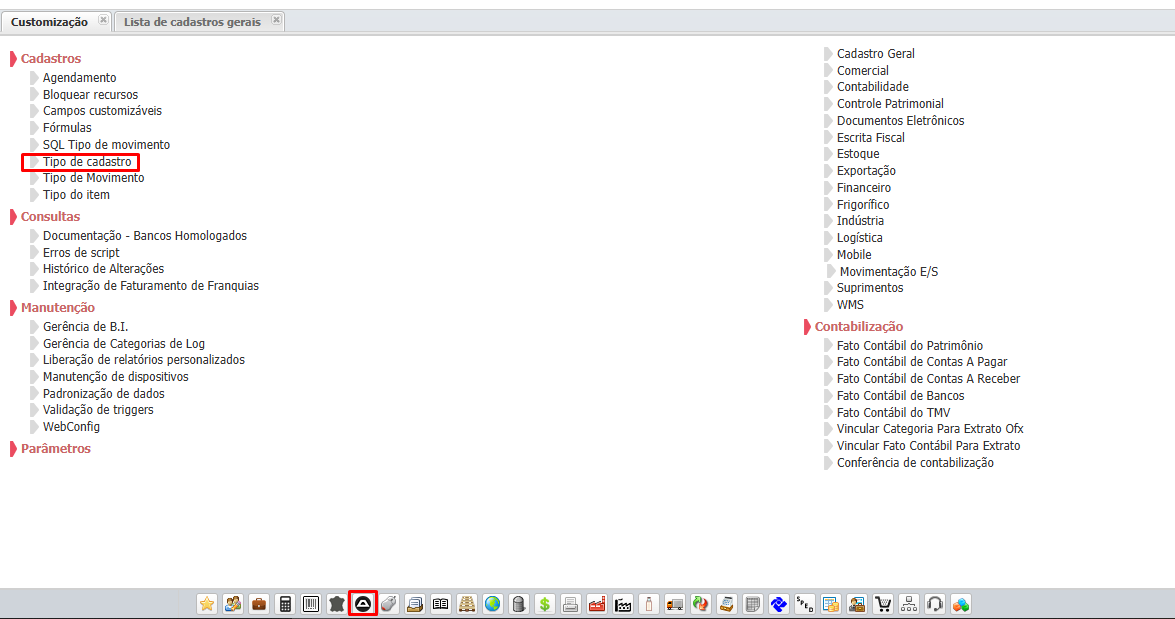 Customização
Lista de cadastros gerais
Cadastros
Agendamento
Bloquear recursos
Campos customizáveis
Fórmulas
SQL Tipo de movimento
Tipo de cadastro
Tipo de Movimento
Tipo do item
Consultas
Documentação - Bancos Homologados
Erros de script
Histórico de Alterações
Integração de Faturamento de Franquias
Manutenção
Gerência de B.I.
Gerência de Categorias de Log
Liberação de relatórios personalizados
Manutenção de dispositivos
Padronização de dados
Validação de triggers
WebConfig
Parâmetros
Cadastro Geral
Comercial
Contabilidade
Controle Patrimonial
Documentos Eletrônicos
Escrita Fiscal
Estoque
Exportação
Financeiro
Frigorífico
Indústria
Logística
Mobile
Movimentação E/S
Suprimentos
WMS
Contabilização
Fato Contábil do Patrimônio
Fato Contábil de Contas A Pagar
Fato Contábil de Contas A Receber
Fato Contábil de Bancos
Fato Contábil do TMV
Vincular Categoria Para Extrato Ofx
Vincular Fato Contábil Para Extrato
Conferência de contabilização
SPED